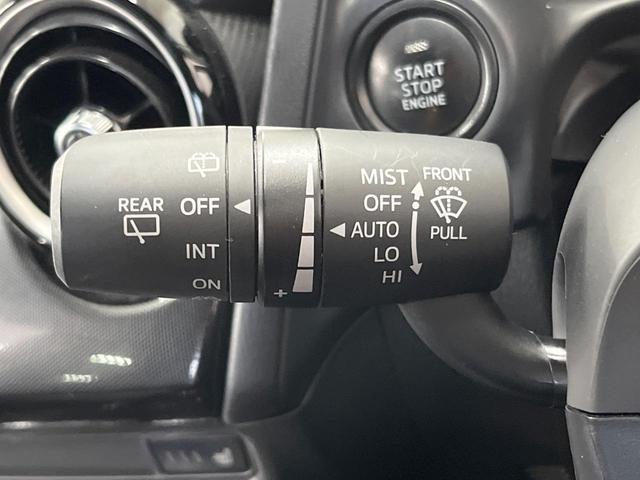 START
STOP
ENGINE
REAR
OFF
INT
ON
-
+
MIST
OFF
AUTO
LO
HI
FRONT
PULL